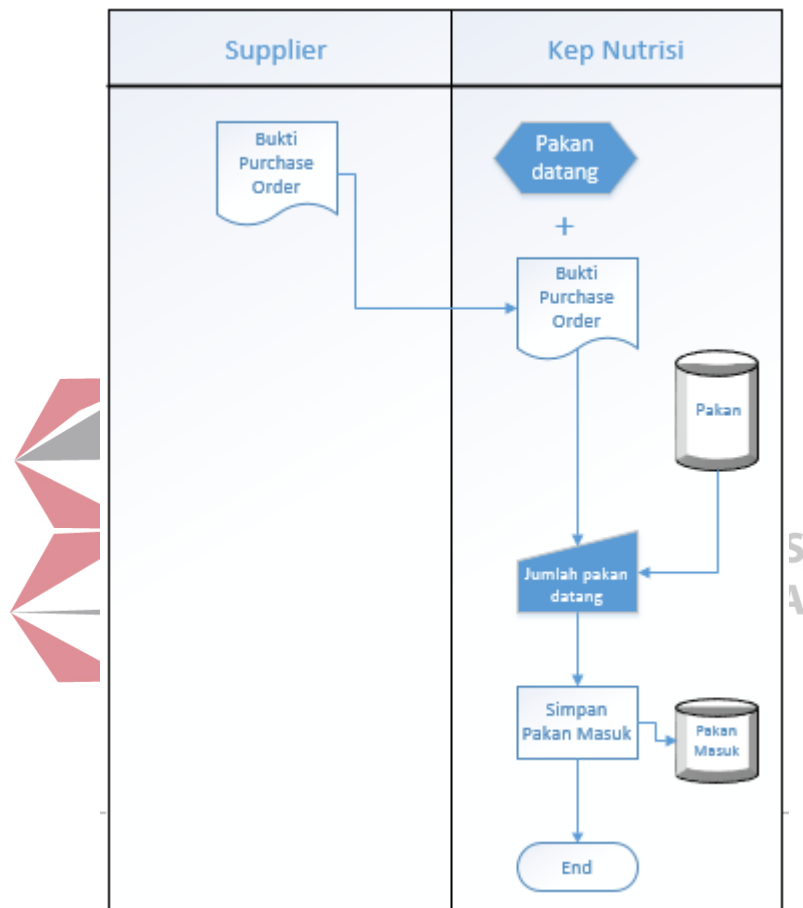 Supplier
Kep Nutrisi
Bukti
Purchase
Order
Pakan
datang
+
Bukti
Purchase
Order
Pakan
Jumlah pakan
datang
Simpan
Pakan Masuk
Pakan
Masuk
End
S
A